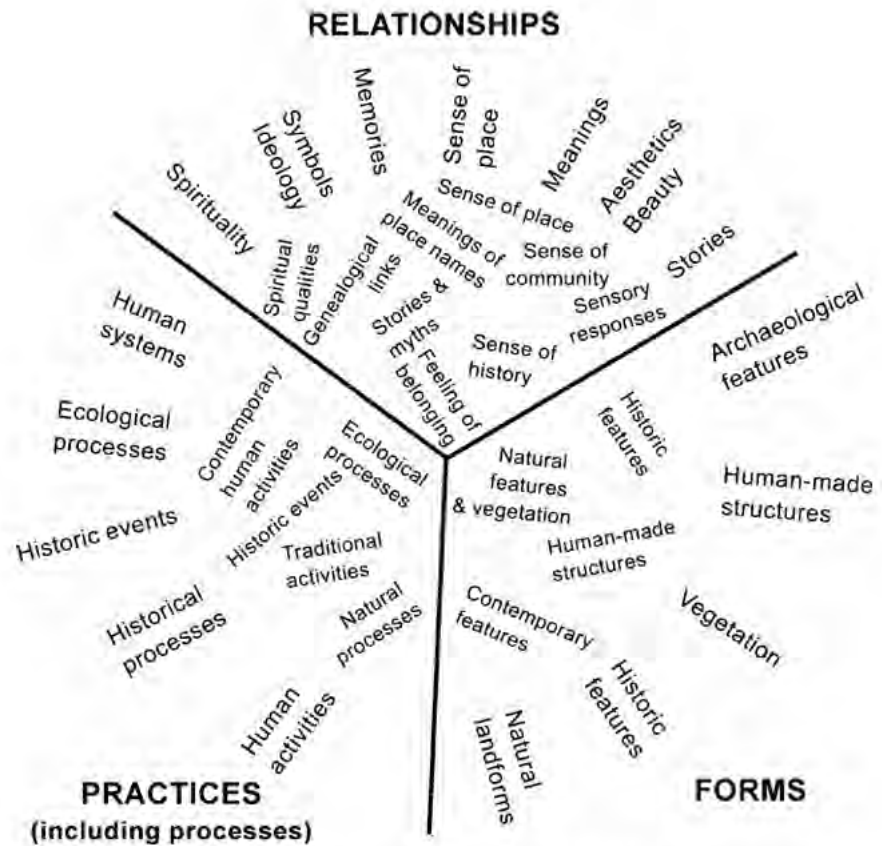 RELATIONSHIPS
Spirituality
Symbols
Ideology
Memories
Sense of
place
Meanings
Aesthetics
Beauty
Stories
Spiritual
qualities
Genealogical
links
Meanings of
place names
Sense of place
Sense of
community
Sensory
responses
Stories &
myths
Feeling of
belonging
Sense of
history
Human
systems
Ecological
processes
Historic events
Historical
processes
Human
activities
Contemporary
human
activities
Ecological
processes
Historic events
Traditional
activities
Natural
processes
PRACTICES
(including processes)
Archaeological
features
Historic
features
Human-made
structures
Natural
features
& vegetation
Human-made
structures
Vegetation
Contemporary
features
Historic
features
Natural
landforms
FORMS